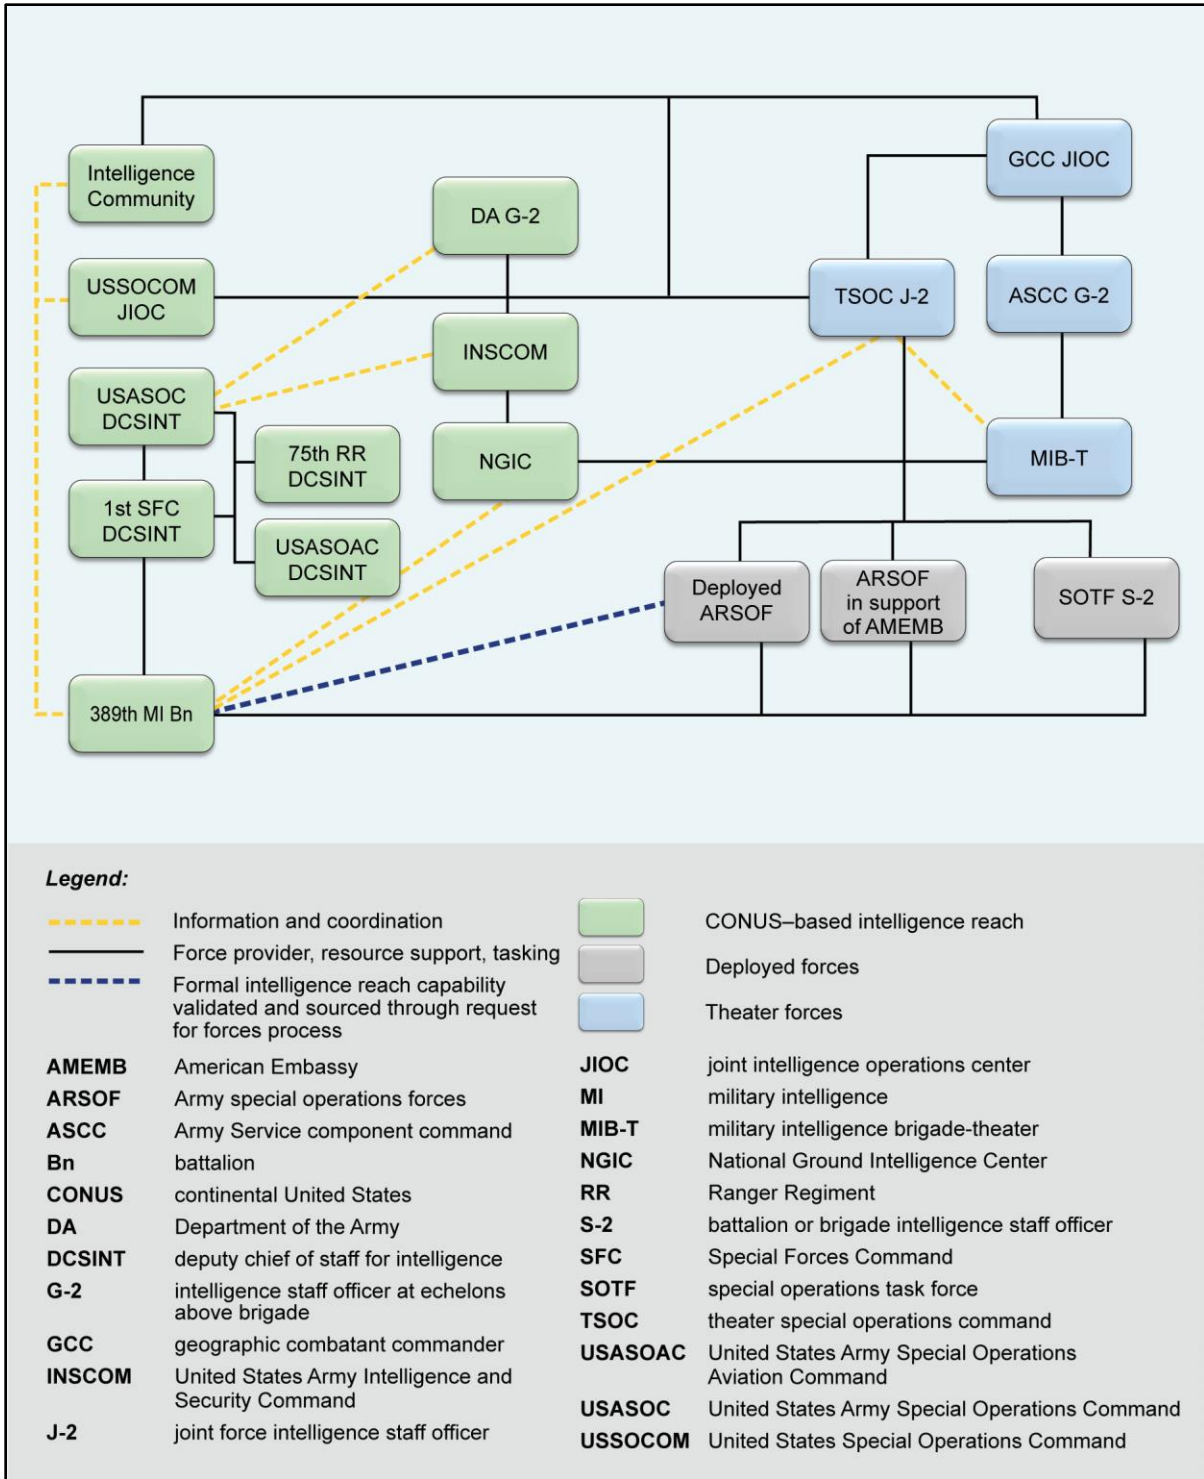 Intelligence
Community
GCC JIOC
DA G-2
USSOCOM
JIOC
TSOC J-2
ASCC G-2
INSCOM
USASOC
DCSINT
75th RR
DCSINT
NGIC
MIB-T
1st SFC
DCSINT
USASOAC
DCSINT
Deployed
ARSOF
ARSOF
in support
of AMEMB
SOTF S-2
389th MI Bn
Legend:
Information and coordination
Force provider, resource support, tasking
Formal intelligence reach capability
validated and sourced through request
for forces process
CONUS–based intelligence reach
Deployed forces
Theater forces
AMEMB American Embassy
ARSOF Army special operations forces
ASCC Army Service component command
Bn battalion
CONUS continental United States
DA Department of the Army
DCSINT deputy chief of staff for intelligence
G-2 intelligence staff officer at echelons
above brigade
GCC geographic combatant commander
INSCOM United States Army Intelligence and
Security Command
J-2 joint force intelligence staff officer
JIOC joint intelligence operations center
MI military intelligence
MIB-T military intelligence brigade-theater
NGIC National Ground Intelligence Center
RR Ranger Regiment
S-2 battalion or brigade intelligence staff officer
SFC Special Forces Command
SOTF special operations task force
TSOC theater special operations command
USASOAC United States Army Special Operations
Aviation Command
USASOC United States Army Special Operations Command
USSOCOM United States Special Operations Command